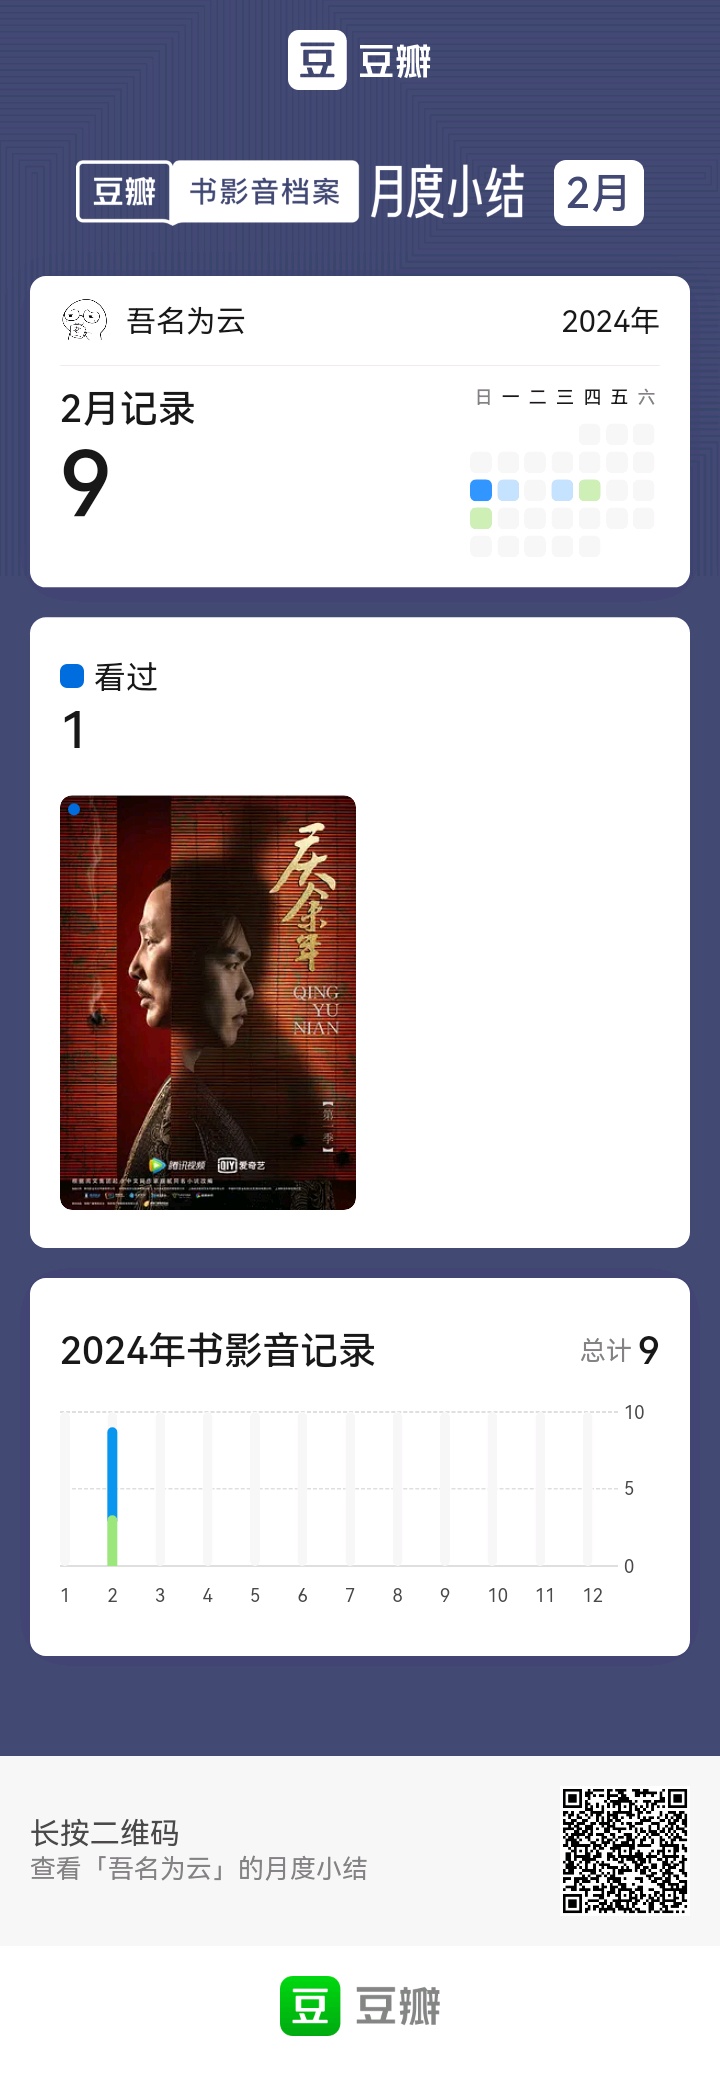 豆 豆瓣
豆瓣 书影音档案 月度小结 2月
吾名为云 2024年
2月记录
9
日 一 二 三 四 五 六
看过
1
庆余年
QING
YU
NIAN
【第一季】
腾讯视频 iQIYI 爱奇艺
2024年书影音记录 总计 9
10
5
0
1 2 3 4 5 6 7 8 9 10 11 12
长按二维码
查看「吾名为云」的月度小结
豆 豆瓣